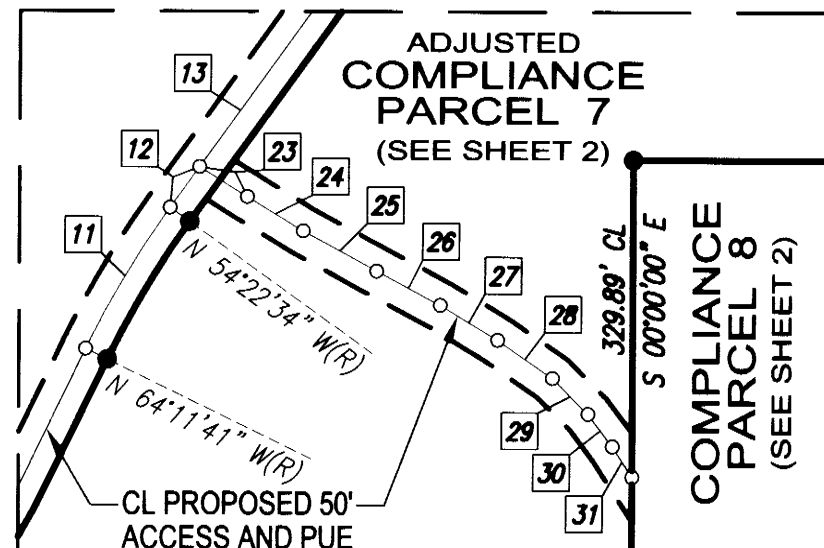 ADJUSTED
COMPLIANCE
PARCEL 7
(SEE SHEET 2)
13
12
23
24
25
11
26
27
28
N 54°22'34" W(R)
N 64°11'41" W(R)
329.89' CL
S 00°00'00" E
COMPLIANCE
PARCEL 8
(SEE SHEET 2)
29
30
31
CL PROPOSED 50'
ACCESS AND PUE